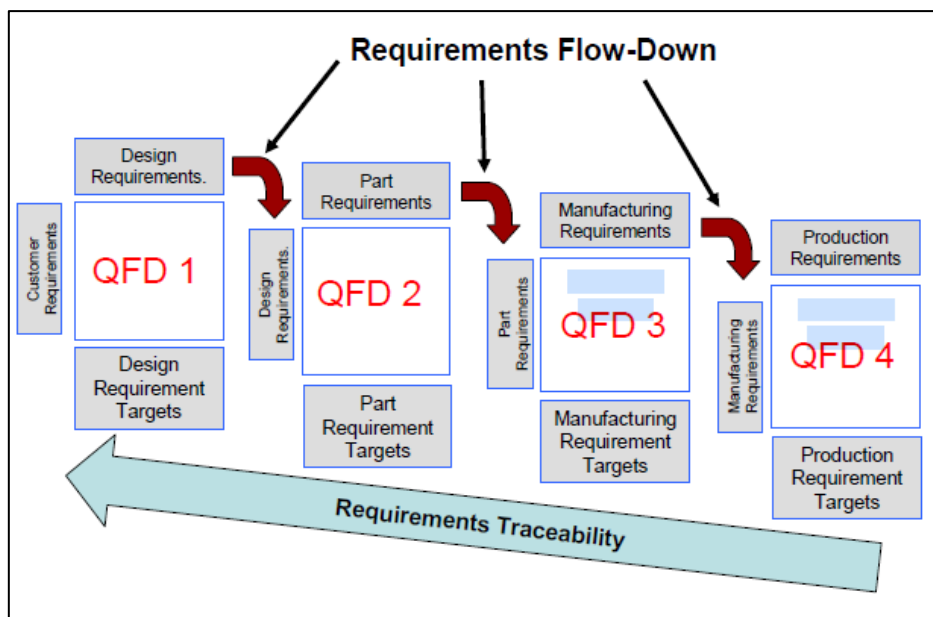 Requirements Flow-Down
Design
Requirements.
Customer
Requirements
QFD 1
Design
Requirement
Targets
Part
Requirements
Design
Requirements.
QFD 2
Part
Requirement
Targets
Manufacturing
Requirements
Part
Requirements
QFD 3
Manufacturing
Requirement
Targets
Production
Requirements
Manufacturing
Requirements
QFD 4
Production
Requirement
Targets
Requirements Traceability